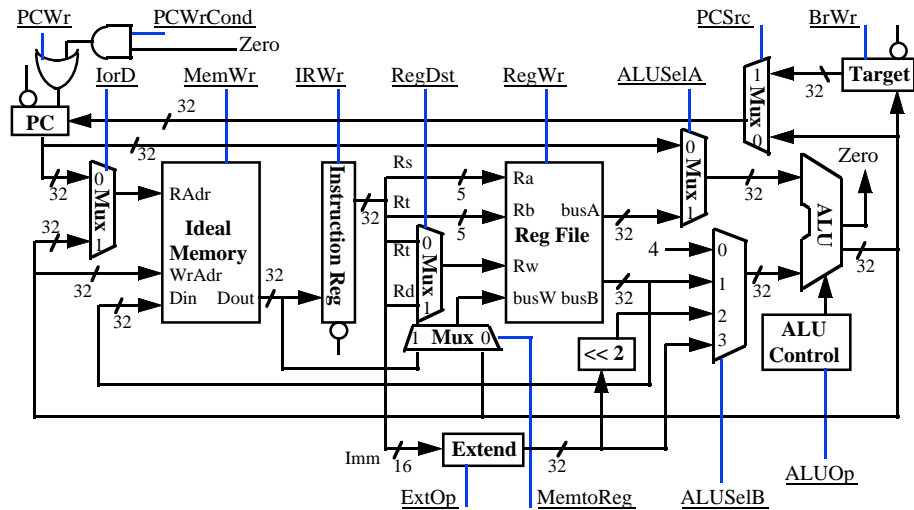 PCWr
PCWrCond
PCSrc
BrWr
Zero
IorD
MemWr
IRWr
RegDst
RegWr
ALUSelA
1
Mux
0
32
Target
PC
32
32
32
0
Mux
1
32
RAdr
Ideal
Memory
WrAdr
Din
Dout
32
32
32
Instruction Reg
32
Rs
Rt
Rt
Rd
5
5
0
Mux
1
Ra
Rb
busA
Reg File
Rw
busW
busB
32
32
0
Mux
1
32
Zero
ALU
32
4
0
1
2
3
Mux
32
1 Mux 0
<< 2
ALU
Control
Imm
16
Extend
32
ExtOp
MemtoReg
ALUSelB
ALUOp